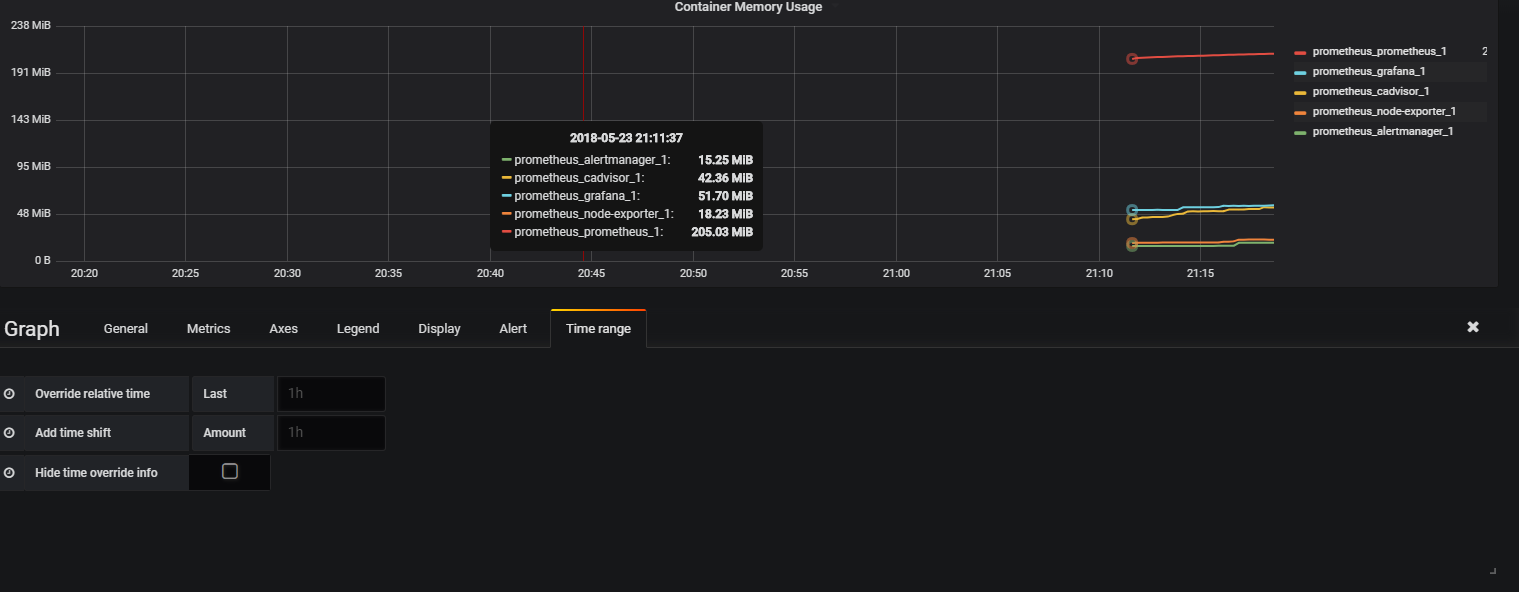 Container Memory Usage
238 MiB
191 MiB
143 MiB
95 MiB
48 MiB
0 B
20:20 20:25 20:30 20:35 20:40 20:45 20:50 20:55 21:00 21:05 21:10 21:15
2018-05-23 21:11:37
prometheus_alertmanager_1: 15.25 MiB
prometheus_cadvisor_1: 42.36 MiB
prometheus_grafana_1: 51.70 MiB
prometheus_node-exporter_1: 18.23 MiB
prometheus_prometheus_1: 205.03 MiB
prometheus_prometheus_1 2
prometheus_grafana_1
prometheus_cadvisor_1
prometheus_node-exporter_1
prometheus_alertmanager_1
Graph General Metrics Axes Legend Display Alert Time range
Override relative time Last 1h
Add time shift Amount 1h
Hide time override info